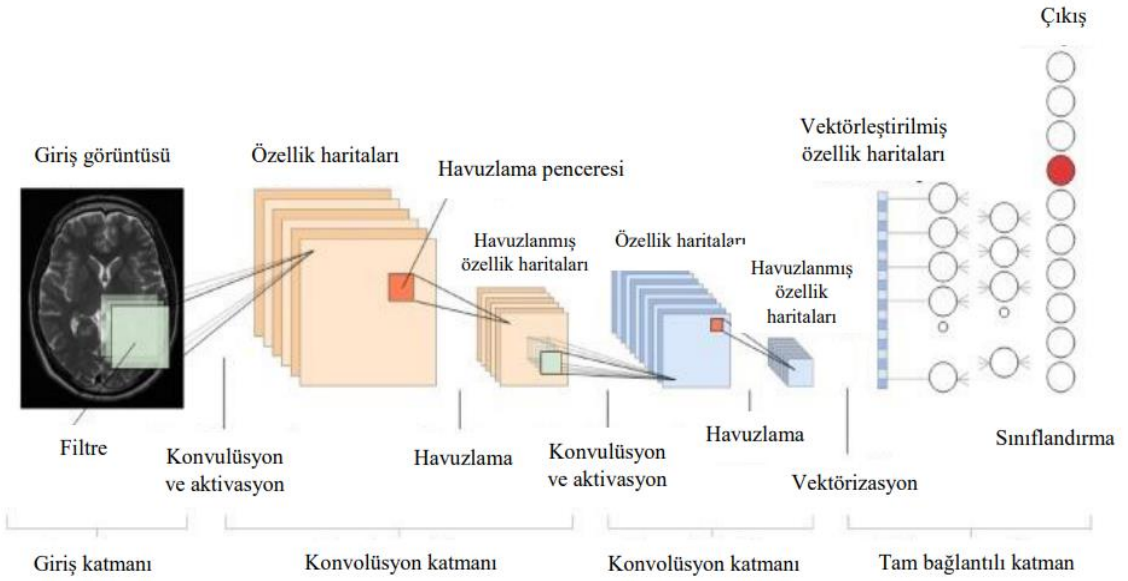 Çıkış
Vektörleştirilmiş
özellik haritaları
Giriş görüntüsü
Özellik haritaları
Havuzlama penceresi
Havuzlanmış
özellik haritaları
Özellik haritaları
Havuzlanmış
özellik
haritaları
Filtre
Konvulüsyon
ve aktivasyon
Havuzlama
Konvulüsyon
ve aktivasyon
Havuzlama
Vektörizasyon
Sınıflandırma
Giriş katmanı
Konvolüsyon katmanı
Konvolüsyon katmanı
Tam bağlantılı katman